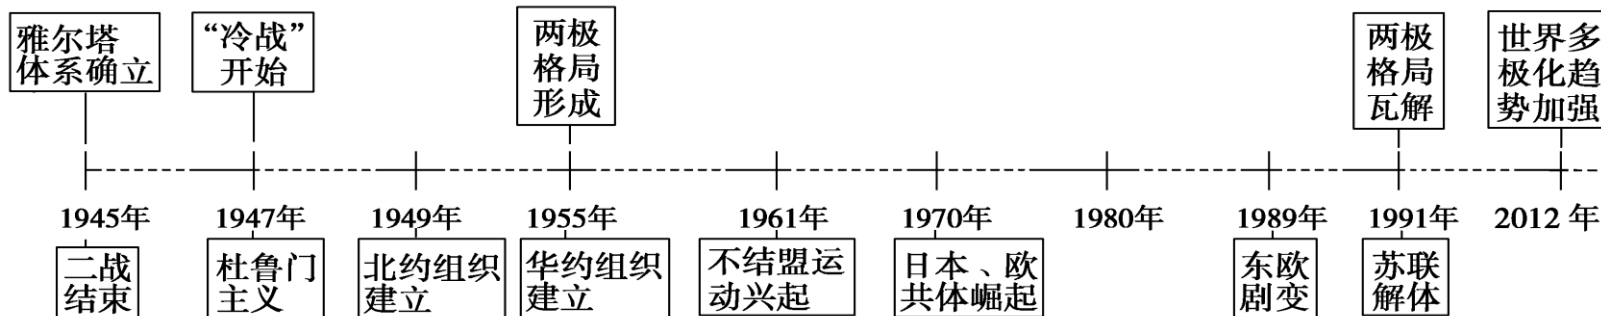 雅尔塔
体系确立
“冷战”
开始
两极
格局
形成
两极
格局
瓦解
世界多
极化趋
势加强
1945年
1947年
1949年
1955年
1961年
1970年
1980年
1989年
1991年
2012 年
二战
结束
杜鲁门
主义
北约组织
建立
华约组织
建立
不结盟运
动兴起
日本、欧
共体崛起
东欧
剧变
苏联
解体